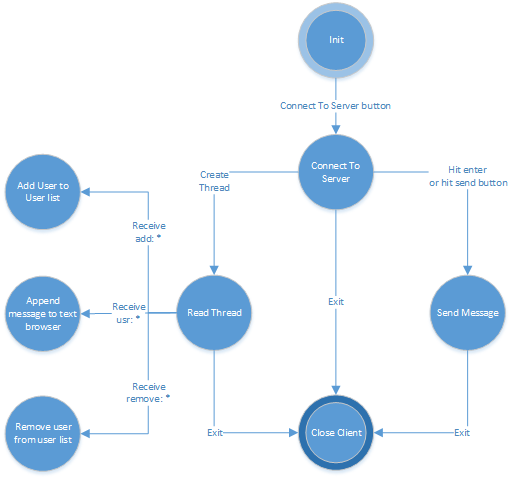 Init
Connect To Server button
Connect To
Server
Create
Thread
Hit enter
or hit send button
Add User to
User list
Receive
add: *
Append
message to text
browser
Receive
usr: *
Read Thread
Exit
Send Message
Receive
remove: *
Remove user
from user list
Exit
Close Client
Exit